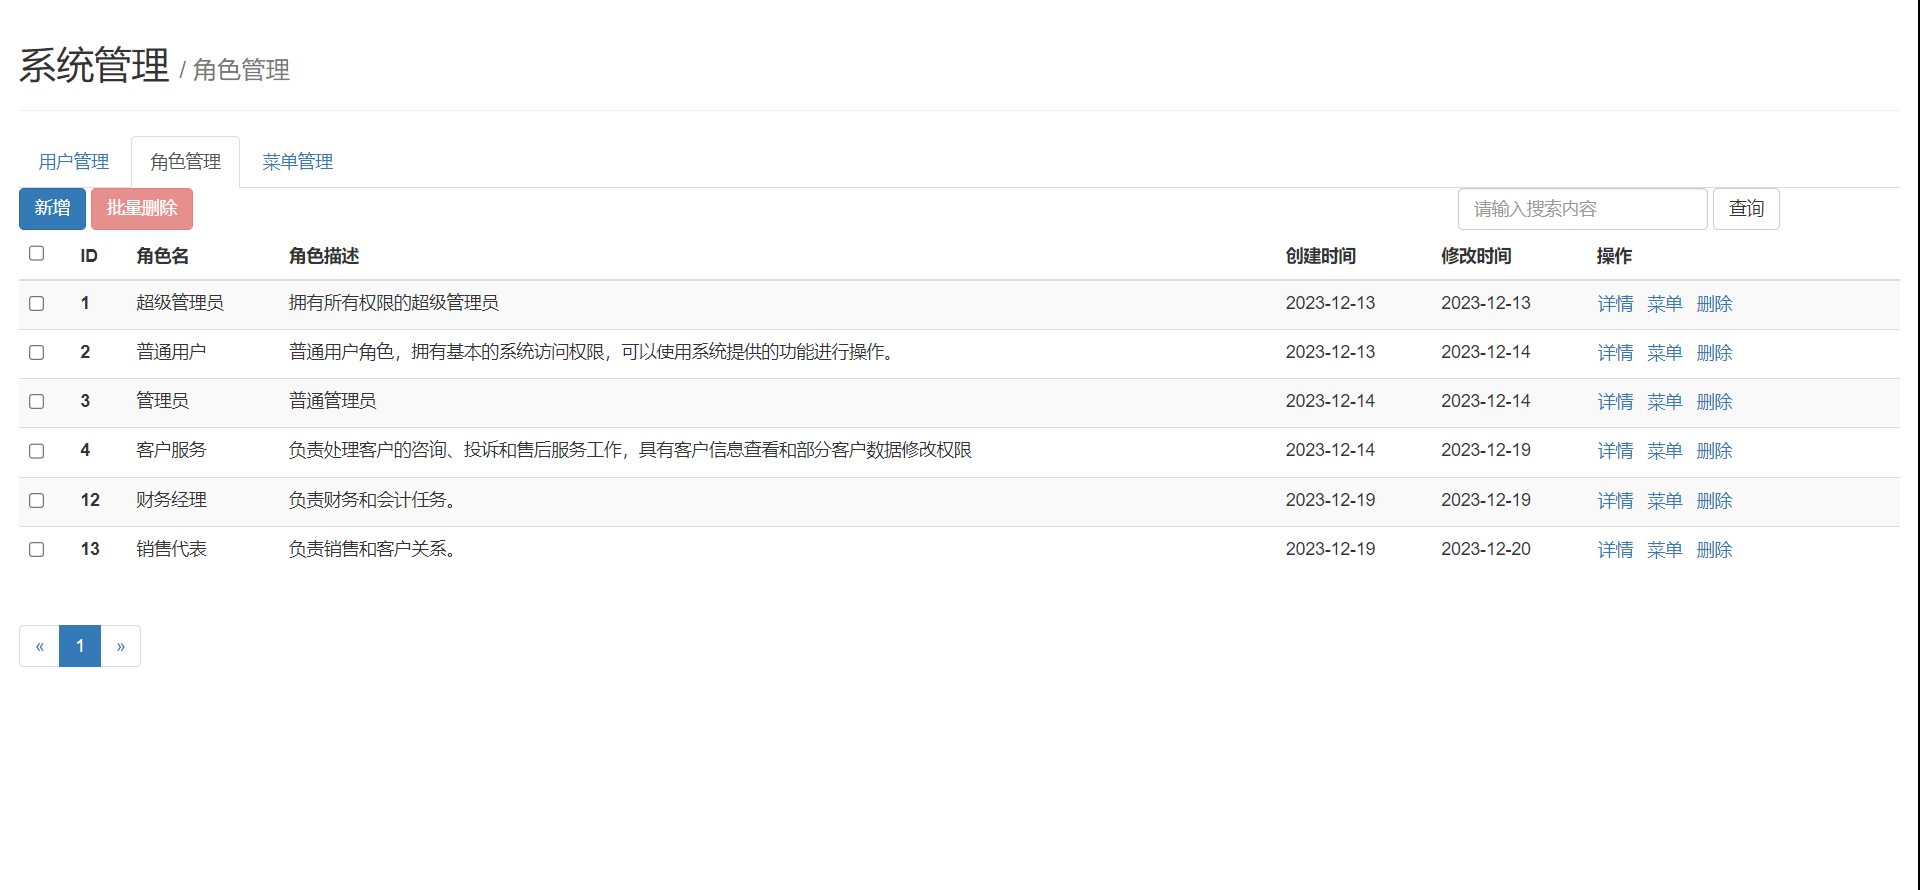 系统管理 / 角色管理
用户管理 角色管理 菜单管理
新增 批量删除 请输入搜索内容 查询
ID 角色名 角色描述 创建时间 修改时间 操作
1 超级管理员 拥有所有权限的超级管理员 2023-12-13 2023-12-13 详情 菜单 删除
2 普通用户 普通用户角色，拥有基本的系统访问权限，可以使用系统提供的功能进行操作。 2023-12-13 2023-12-14 详情 菜单 删除
3 管理员 普通管理员 2023-12-14 2023-12-14 详情 菜单 删除
4 客户服务 负责处理客户的咨询、投诉和售后服务工作，具有客户信息查看和部分客户数据修改权限 2023-12-14 2023-12-19 详情 菜单 删除
12 财务经理 负责财务和会计任务。 2023-12-19 2023-12-19 详情 菜单 删除
13 销售代表 负责销售和客户关系。 2023-12-19 2023-12-20 详情 菜单 删除
« 1 »